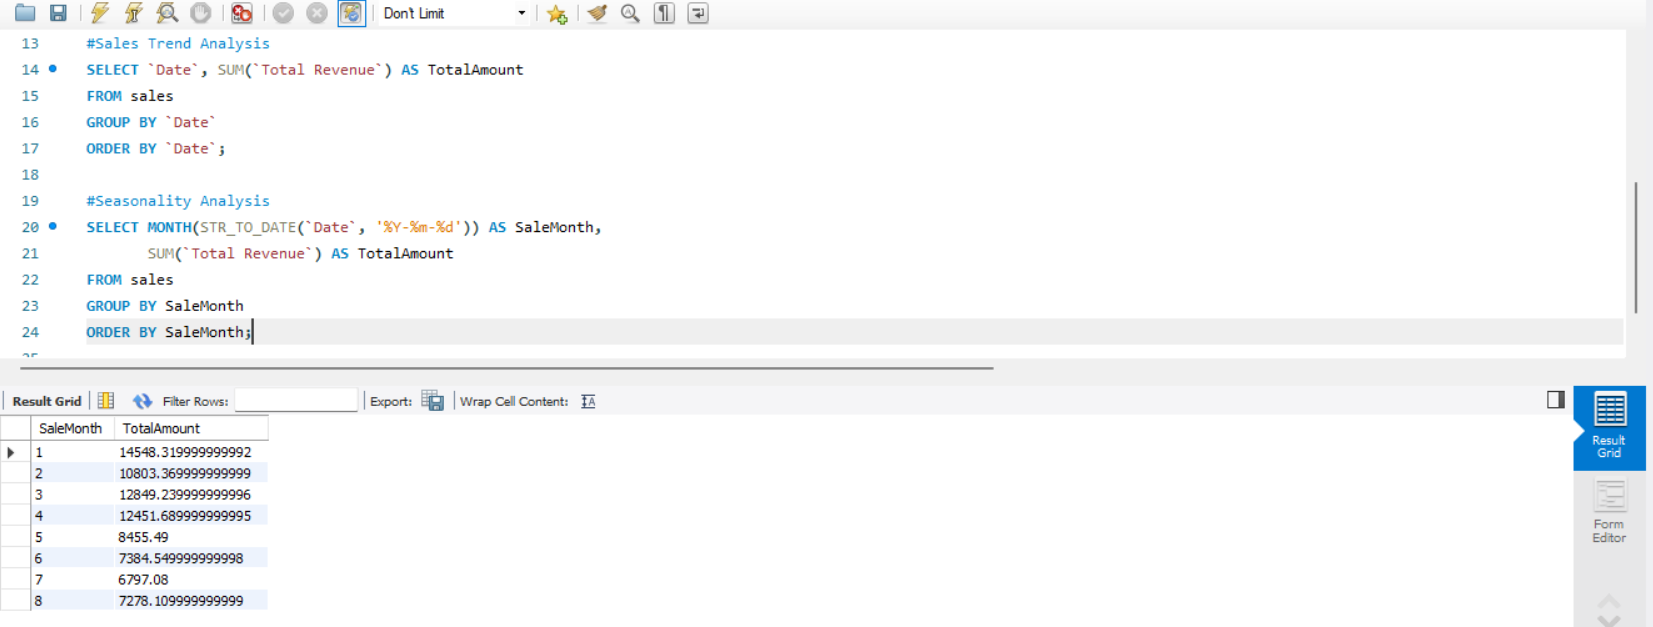 Don't Limit
13 #Sales Trend Analysis
14 SELECT `Date`, SUM(`Total Revenue`) AS TotalAmount
15 FROM sales
16 GROUP BY `Date`
17 ORDER BY `Date`;
18
19 #Seasonality Analysis
20 SELECT MONTH(STR_TO_DATE(`Date`, '%Y-%m-%d')) AS SaleMonth,
21 SUM(`Total Revenue`) AS TotalAmount
22 FROM sales
23 GROUP BY SaleMonth
24 ORDER BY SaleMonth;
Result Grid Filter Rows: Export: Wrap Cell Content:
SaleMonth TotalAmount
1 14548.319999999992
2 10803.369999999999
3 12849.239999999996
4 12451.689999999995
5 8455.49
6 7384.549999999998
7 6797.08
8 7278.109999999999
Result
Grid
Form
Editor